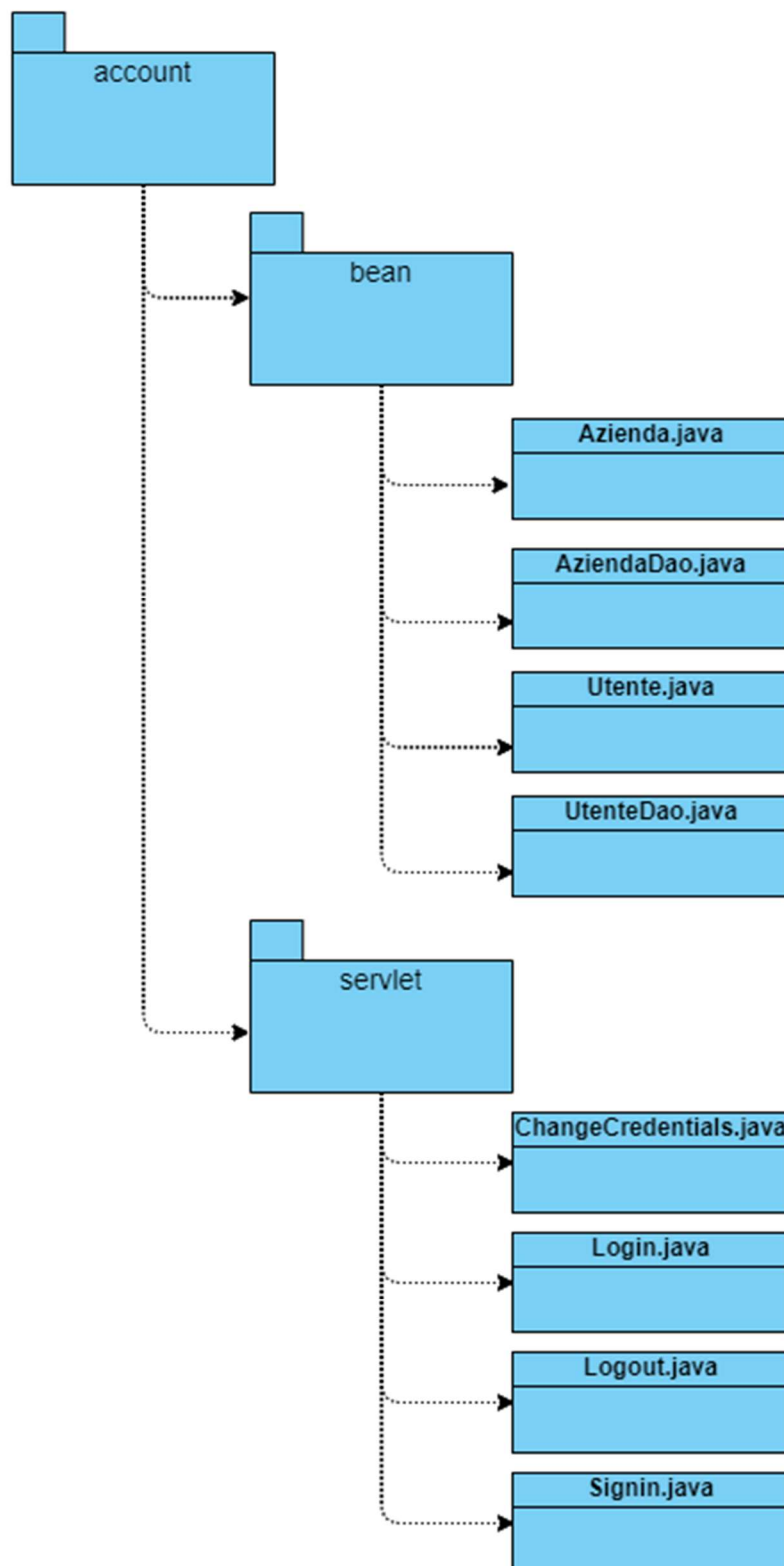 account
bean
Azienda.java
AziendaDao.java
Utente.java
UtenteDao.java
servlet
ChangeCredentials.java
Login.java
Logout.java
Signin.java